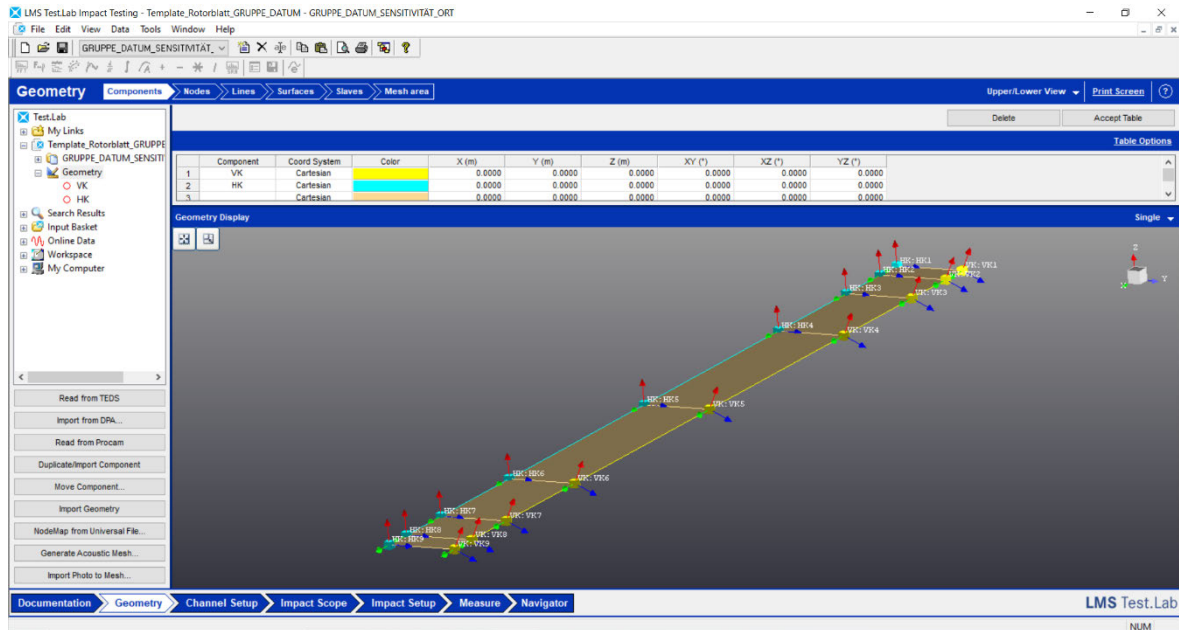 LMS Test.Lab Impact Testing - Template_Rotorblatt_GRUPPE_DATUM - GRUPPE_DATUM_SENSITIVITÄT_ORT
File Edit View Data Tools Window Help
GRUPPE_DATUM_SENSITIVITÄT_
Geometry Components Nodes Lines Surfaces Slaves Mesh area Upper/Lower View Print Screen
Test.Lab
My Links
Template_Rotorblatt_GRUPPE
GRUPPE_DATUM_SENSITI
Geometry
VK
HK
Search Results
Input Basket
Online Data
Workspace
My Computer
Read from TEDS
Import from DPA...
Read from Procam
Duplicate/Import Component
Move Component...
Import Geometry
NodeMap from Universal File...
Generate Acoustic Mesh...
Import Photo to Mesh...
Delete Accept Table
Table Options
Component Coord System Color X (m) Y (m) Z (m) XY (°) XZ (°) YZ (°)
1 VK Cartesian 0.0000 0.0000 0.0000 0.0000 0.0000 0.0000
2 HK Cartesian 0.0000 0.0000 0.0000 0.0000 0.0000 0.0000
3 Cartesian 0.0000 0.0000 0.0000 0.0000 0.0000 0.0000
Geometry Display Single
Z
X Y
HK:HK1 VK:VK1
HK:HK2 VK:VK2
HK:HK3 VK:VK3
HK:HK4 VK:VK4
HK:HK5 VK:VK5
HK:HK6 VK:VK6
HK:HK7 VK:VK7
HK:HK8 VK:VK8
HK:HK9 VK:VK9
Documentation Geometry Channel Setup Impact Scope Impact Setup Measure Navigator LMS Test.Lab
NUM